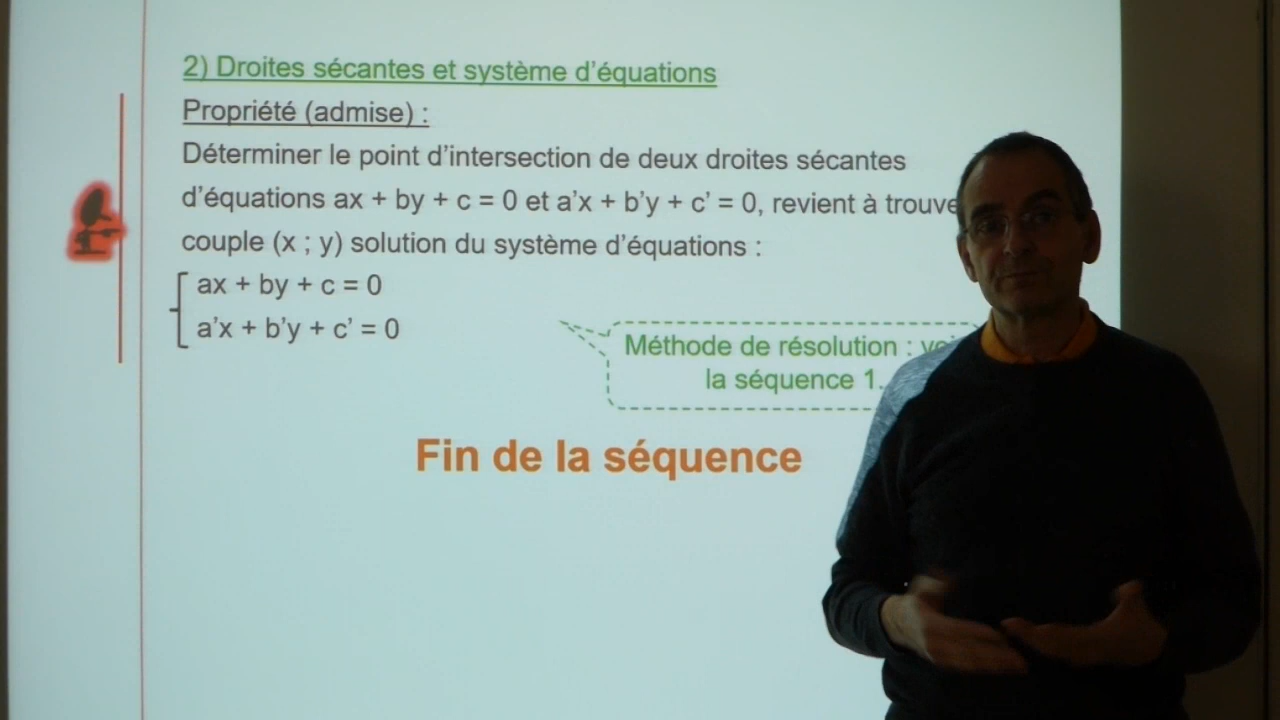 2) Droites sécantes et système d'équations
Propriété (admise) :
Déterminer le point d'intersection de deux droites sécantes
d'équations ax + by + c = 0 et a'x + b'y + c' = 0, revient à
couple (x ; y) solution du système d'équations :
ax + by + c = 0
a'x + b'y + c' = 0
Méthode de résolution :
la séquence 1.
Fin de la séquence